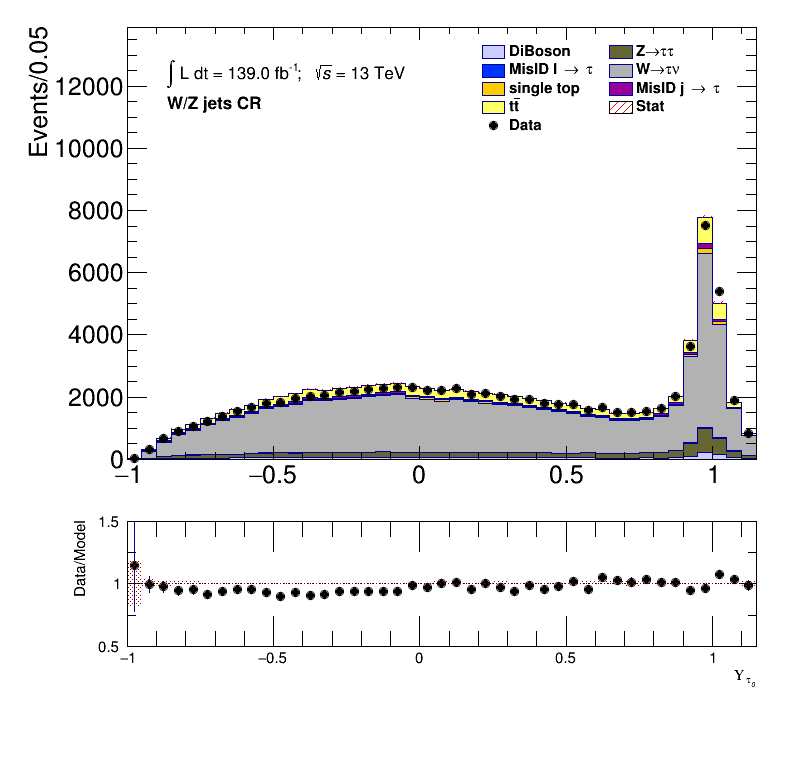 Events/0.05
12000
10000
8000
6000
4000
2000
0
∫ L dt = 139.0 fb⁻¹; √s = 13 TeV
W/Z jets CR
DiBoson
MisID l → τ
single top
tt̄
Data
Z→ττ
W→τν
MisID j → τ
Stat
−1 −0.5 0 0.5 1
Data/Model
1.5
1
0.5
−1 −0.5 0 0.5 1